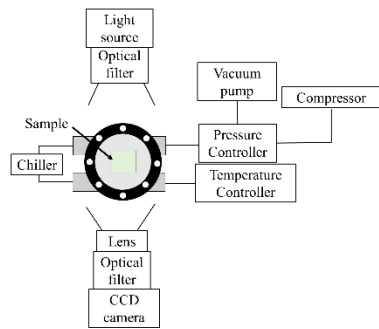 Light
source
Optical
filter
Vacuum
pump
Compressor
Sample
Pressure
Controller
Chiller
Temperature
Controller
Lens
Optical
filter
CCD
camera